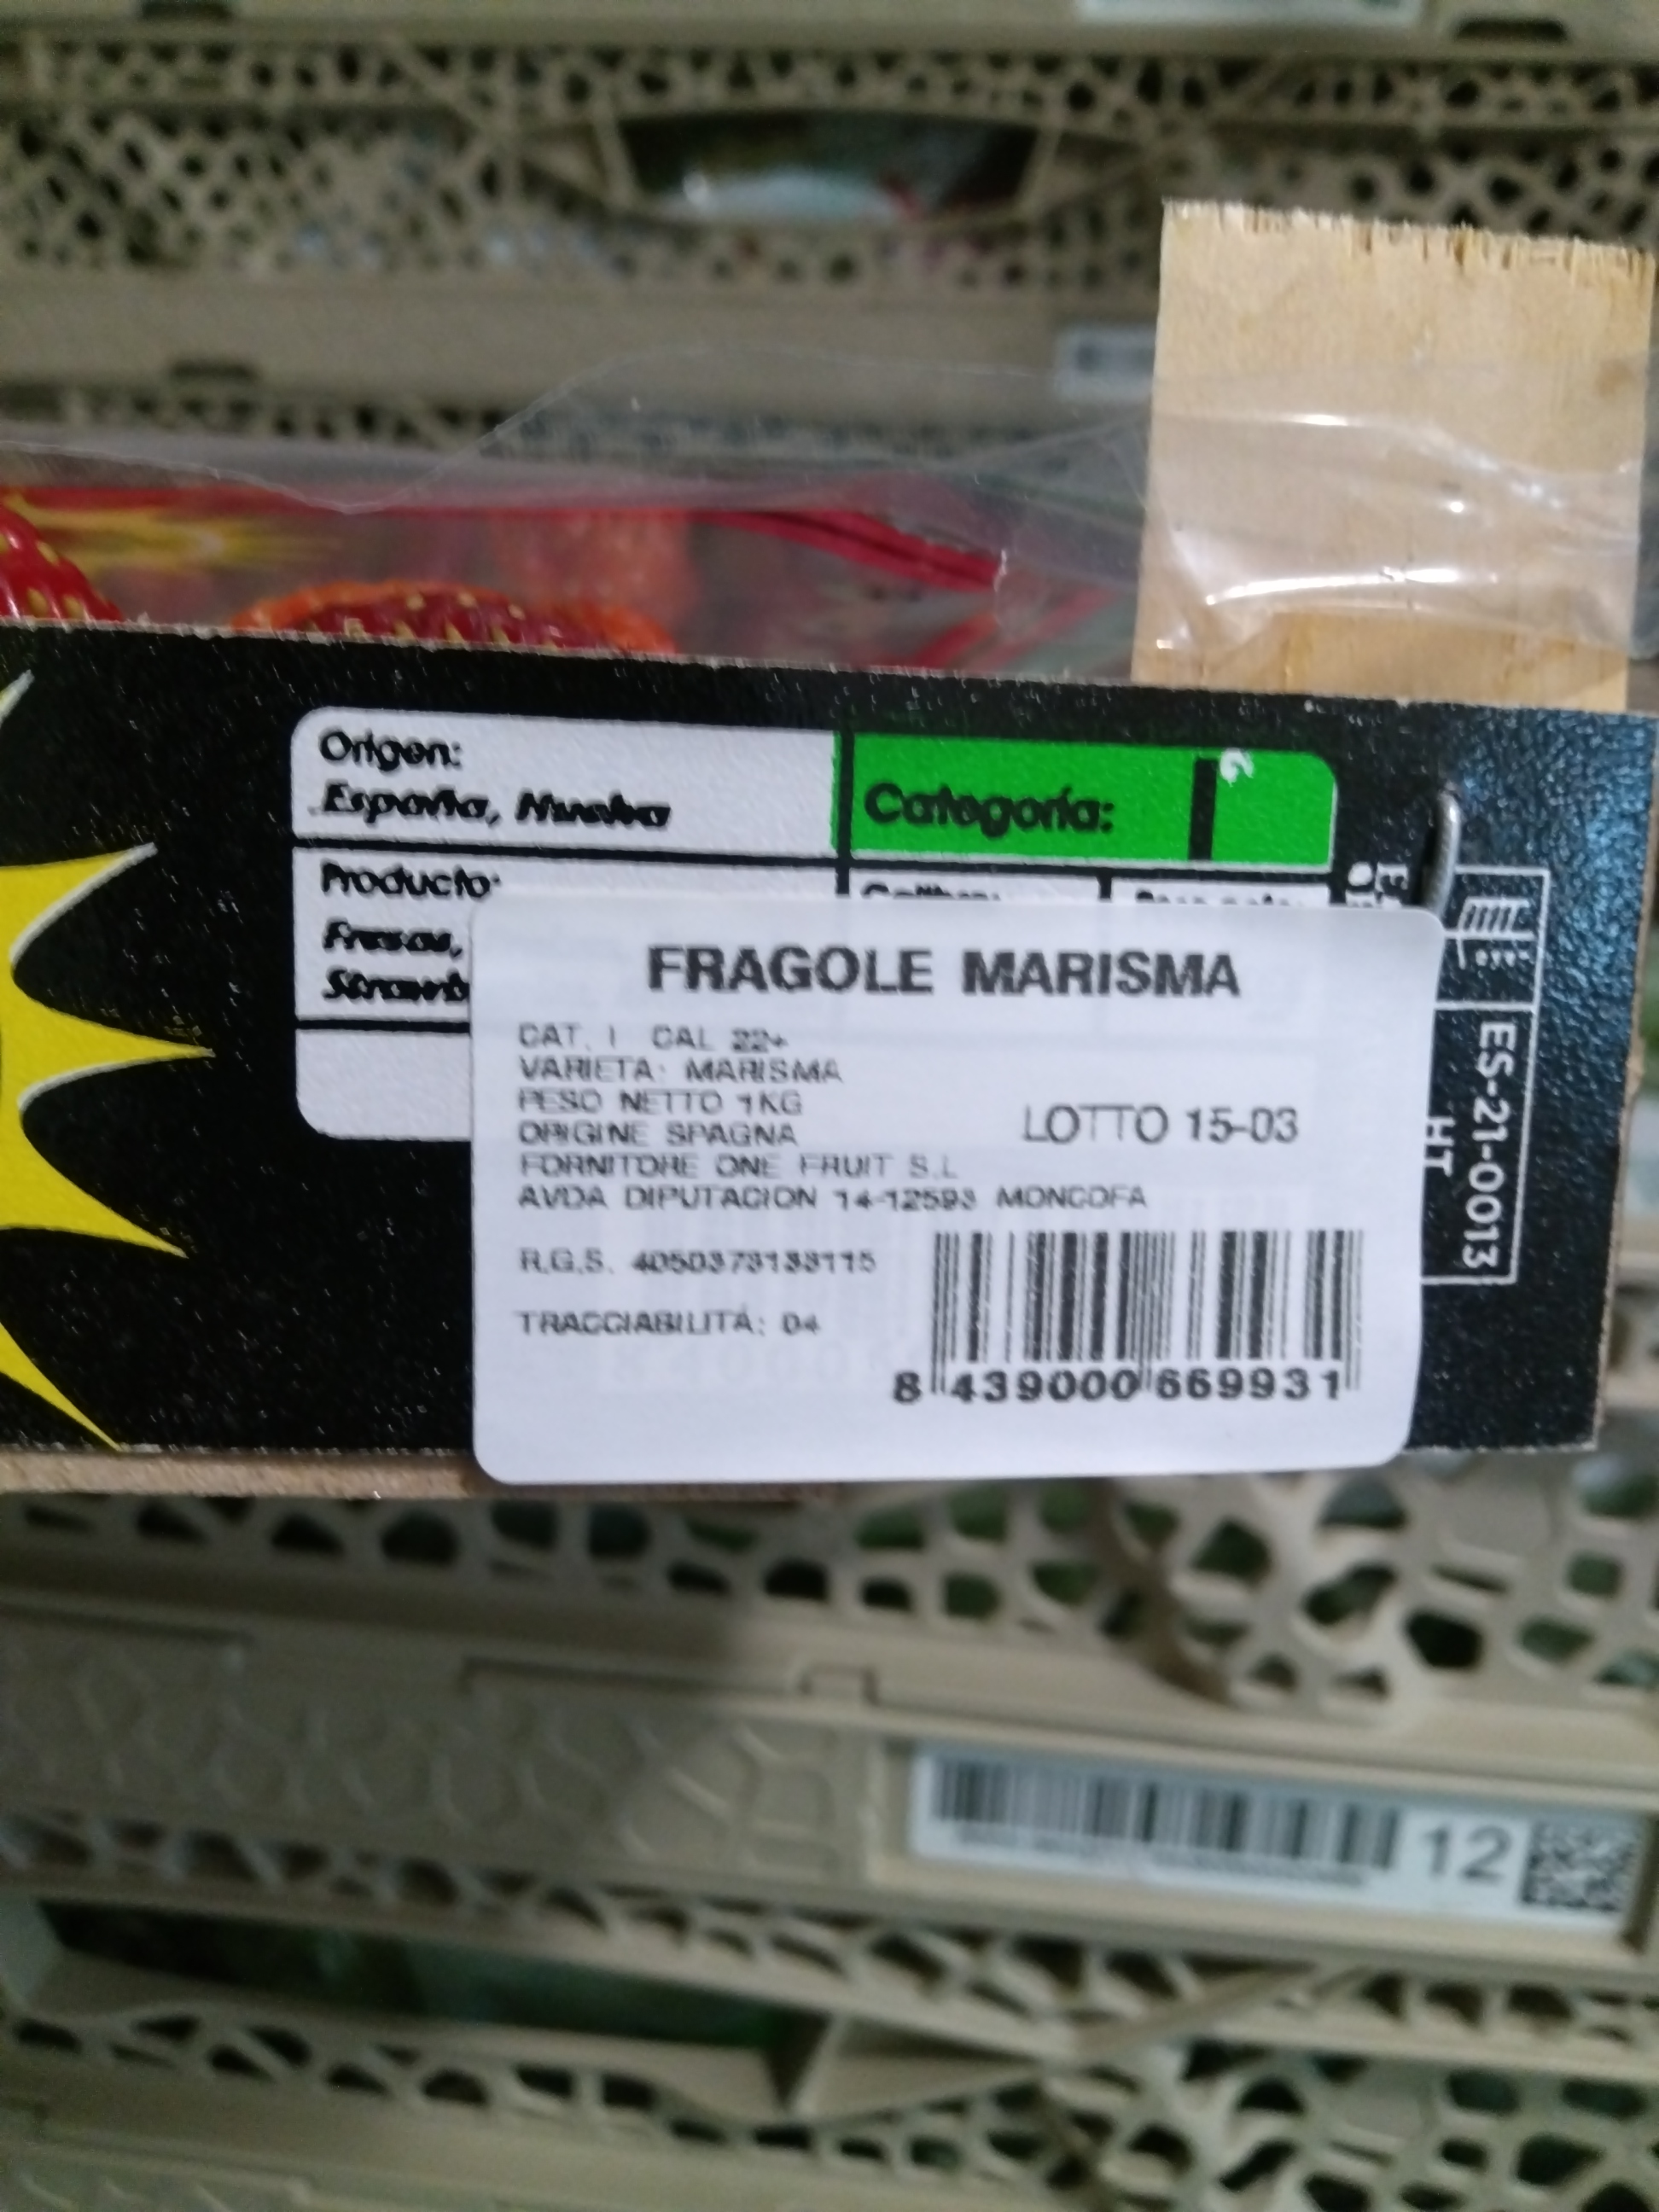 Origen:
España, Huelva
Categoría: I
Producto:
Fresas,
FRAGOLE MARISMA
CAT. I CAL 22+
VARIETA: MARISMA
PESO NETTO 1KG
ORIGINE SPAGNA
LOTTO 15-03
FORNITORE ONE FRUIT S.L
AVDA DIPUTACION 14-12593 MONCOFA
R.G.S. 4050373133115
TRACCIABILITÁ: 04
8 439000 669931
ES-21-0013
HT
12